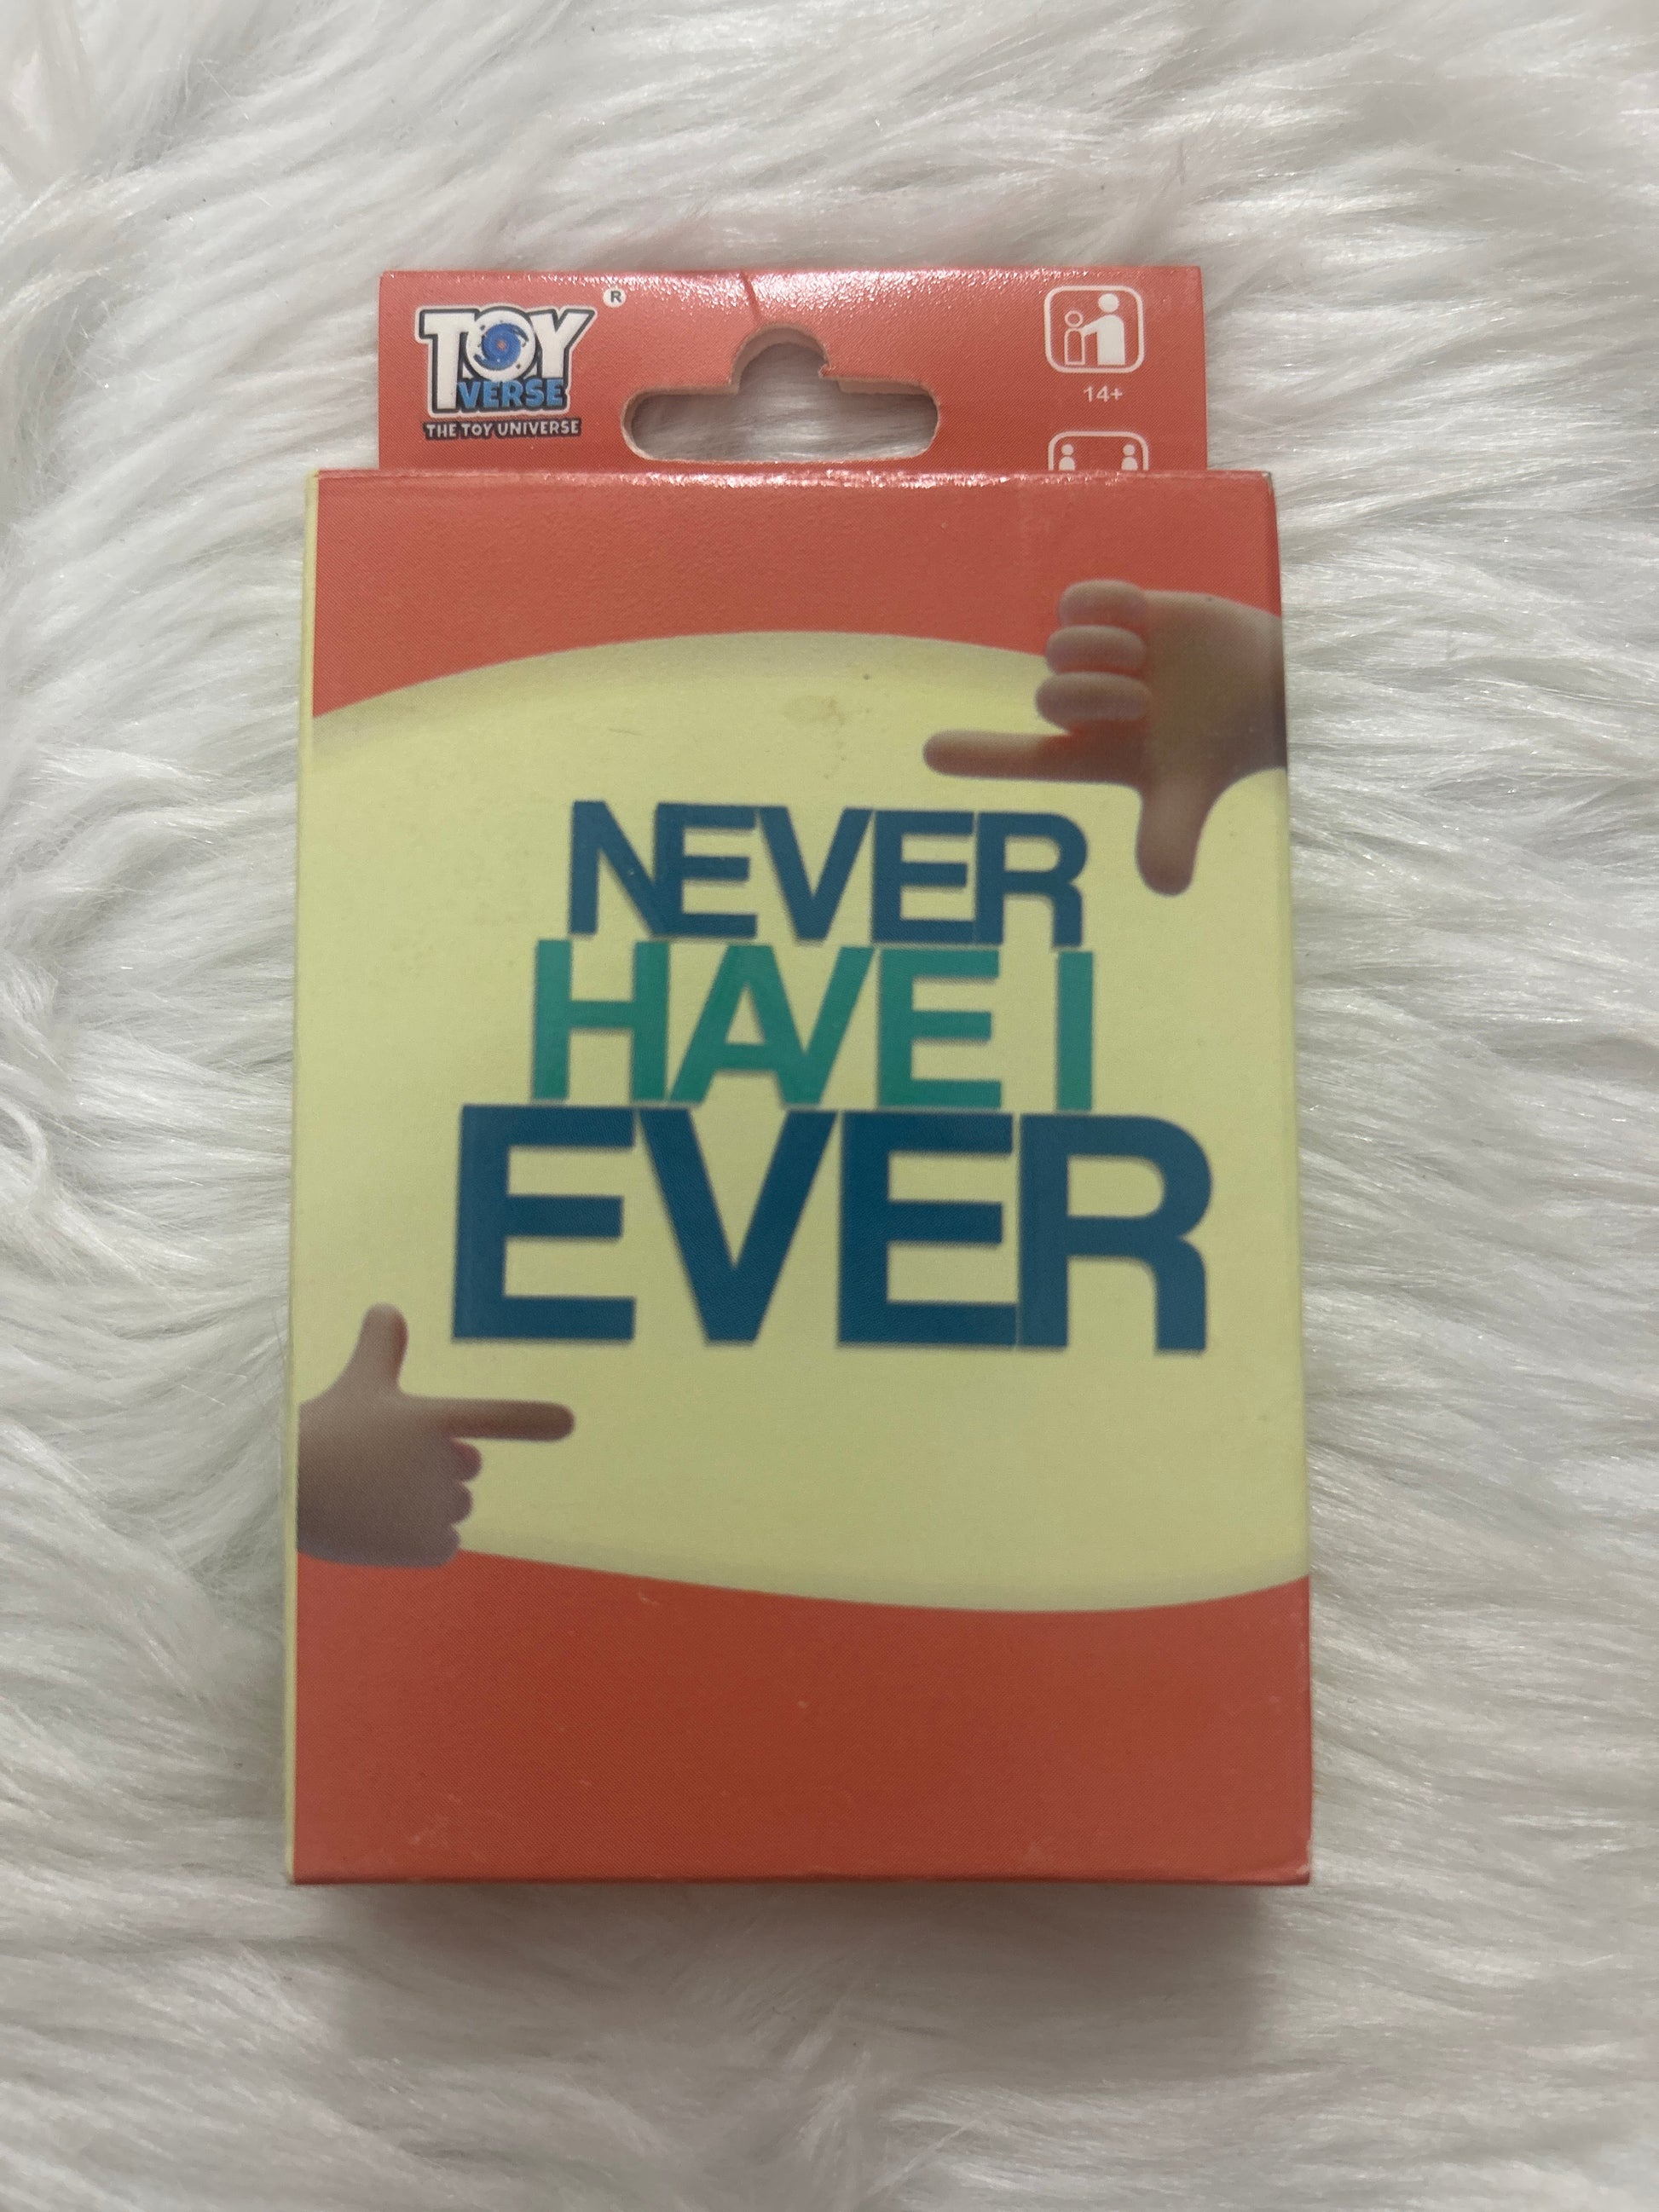 TOY
VERSE
THE TOY UNIVERSE
R
14+
NEVER
HAVE I
EVER